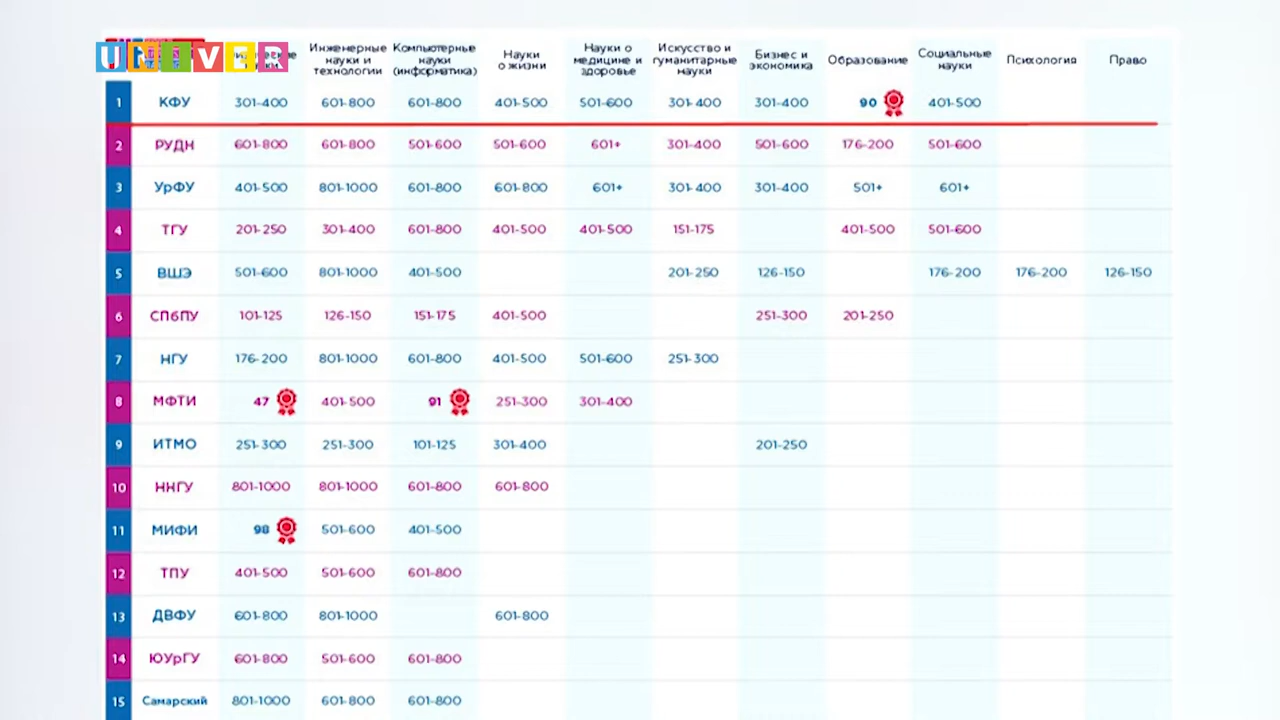 UNIVER
Инженерные науки и технологии
Компьютерные науки (информатика)
Науки о жизни
Науки о медицине и здоровье
Искусство и гуманитарные науки
Бизнес и экономика
Образование
Социальные науки
Психология
Право
1 КФУ 301-400 601-800 601-800 401-500 501-600 301-400 301-400 90 401-500
2 РУДН 601-800 601-800 501-600 501-600 601+ 301-400 501-600 176-200 501-600
3 УрФУ 401-500 801-1000 601-800 601-800 601+ 301-400 301-400 501+ 601+
4 ТГУ 201-250 301-400 601-800 401-500 401-500 151-175 401-500 501-600
5 ВШЭ 501-600 801-1000 401-500 201-250 126-150 176-200 176-200 126-150
6 СПбПУ 101-125 126-150 151-175 401-500 251-300 201-250
7 НГУ 176-200 801-1000 601-800 401-500 501-600 251-300
8 МФТИ 47 401-500 91 251-300 301-400
9 ИТМО 251-300 251-300 101-125 301-400 201-250
10 ННГУ 801-1000 801-1000 601-800 601-800
11 МИФИ 98 501-600 401-500
12 ТПУ 401-500 501-600 601-800
13 ДВФУ 601-800 801-1000 601-800
14 ЮУрГУ 601-800 501-600 601-800
15 Самарский 801-1000 601-800 601-800